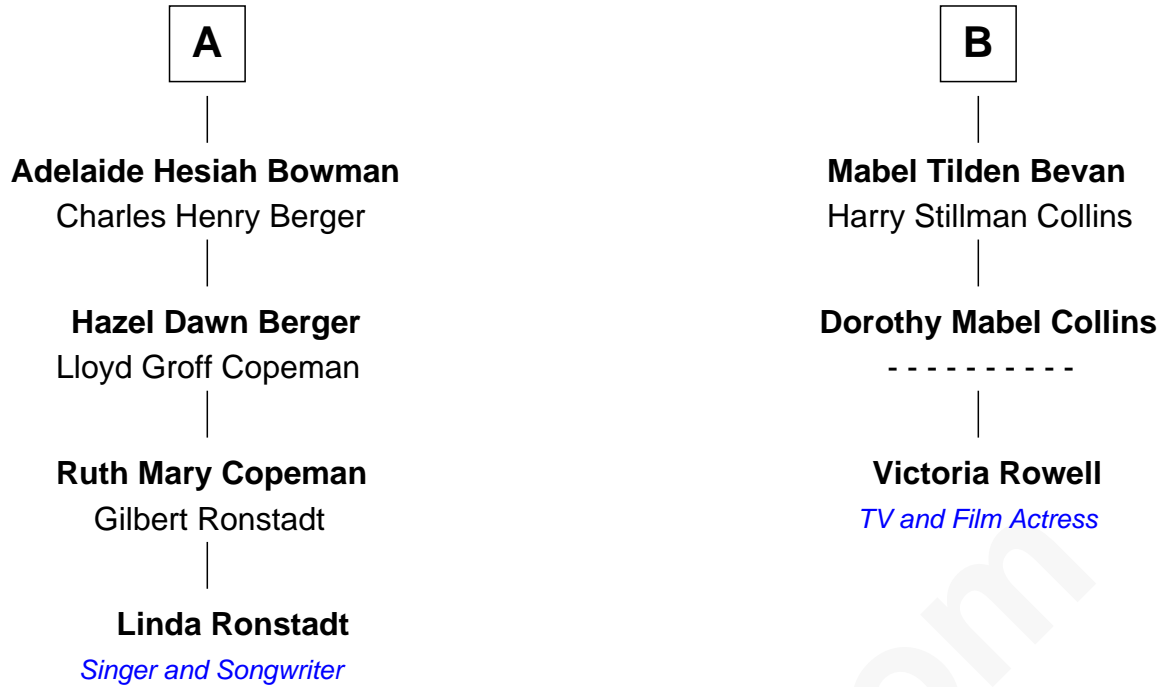 A
Adelaide Hesiah Bowman
Charles Henry Berger
Hazel Dawn Berger
Lloyd Groff Copeman
Ruth Mary Copeman
Gilbert Ronstadt
Linda Ronstadt
Singer and Songwriter
B
Mabel Tilden Bevan
Harry Stillman Collins
Dorothy Mabel Collins
- - - - - - - - - -
Victoria Rowell
TV and Film Actress
om